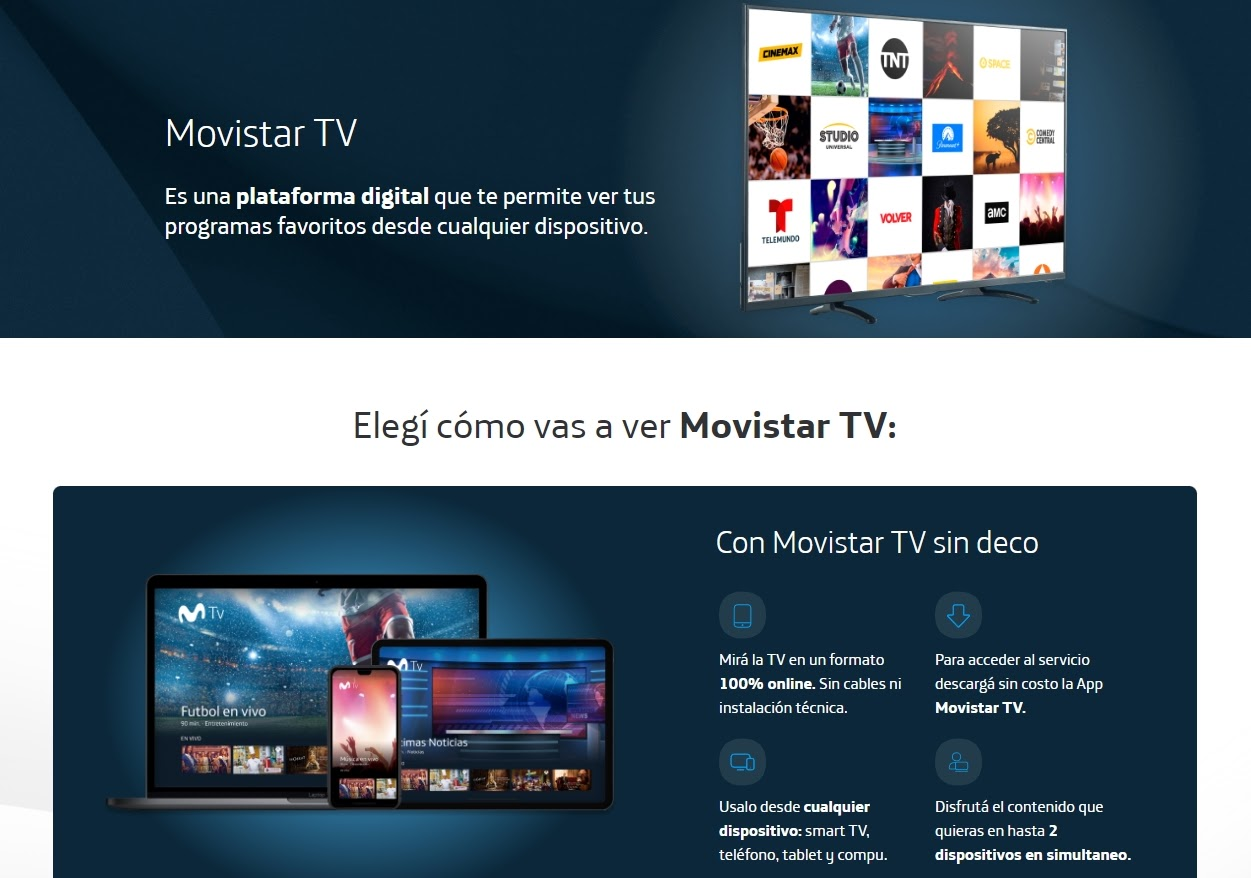 CINEMAX
TNT
SPACE
STUDIO
UNIVERSAL
Paramount+
COMEDY
CENTRAL
TELEMUNDO
VOLVER
AMC
Movistar TV
Es una plataforma digital que te permite ver tus
programas favoritos desde cualquier dispositivo.
Elegí cómo vas a ver Movistar TV:
Tv
Futbol en vivo
90 min. · Entretenimiento
EN VIVO
Tv
timas Noticias
Noticias
Tv
Música en vivo
Con Movistar TV sin deco
Mirá la TV en un formato
100% online. Sin cables ni
instalación técnica.
Para acceder al servicio
descargá sin costo la App
Movistar TV.
Usalo desde cualquier
dispositivo: smart TV,
teléfono, tablet y compu.
Disfrutá el contenido que
quieras en hasta 2
dispositivos en simultaneo.